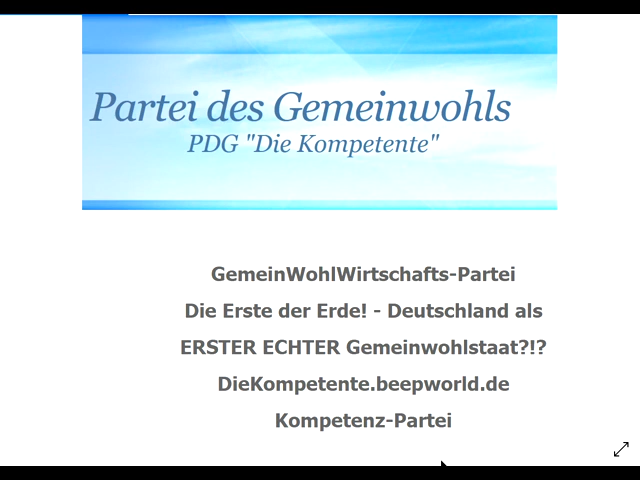 Partei des Gemeinwohls
PDG "Die Kompetente"
GemeinWohlWirtschafts-Partei
Die Erste der Erde! - Deutschland als
ERSTER ECHTER Gemeinwohlstaat?!?
DieKompetente.beepworld.de
Kompetenz-Partei